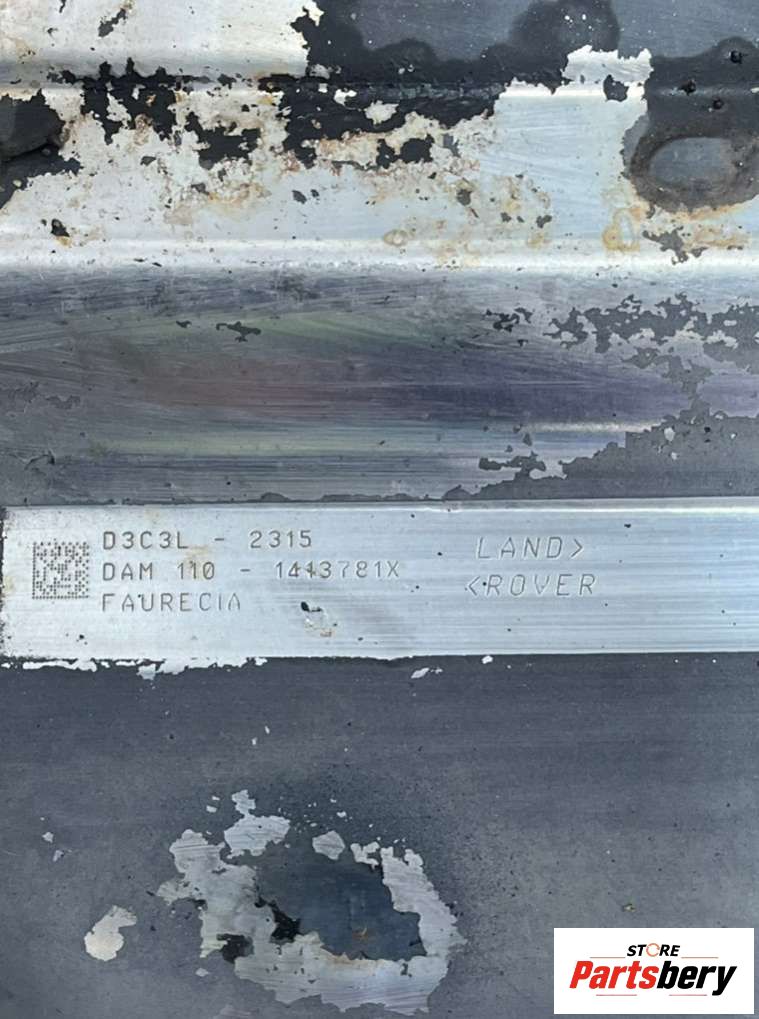 D3C3L - 2315
DAM 110 - 1443781X
FAURECIA
LAND>
<ROVER
STORE
Partsbery